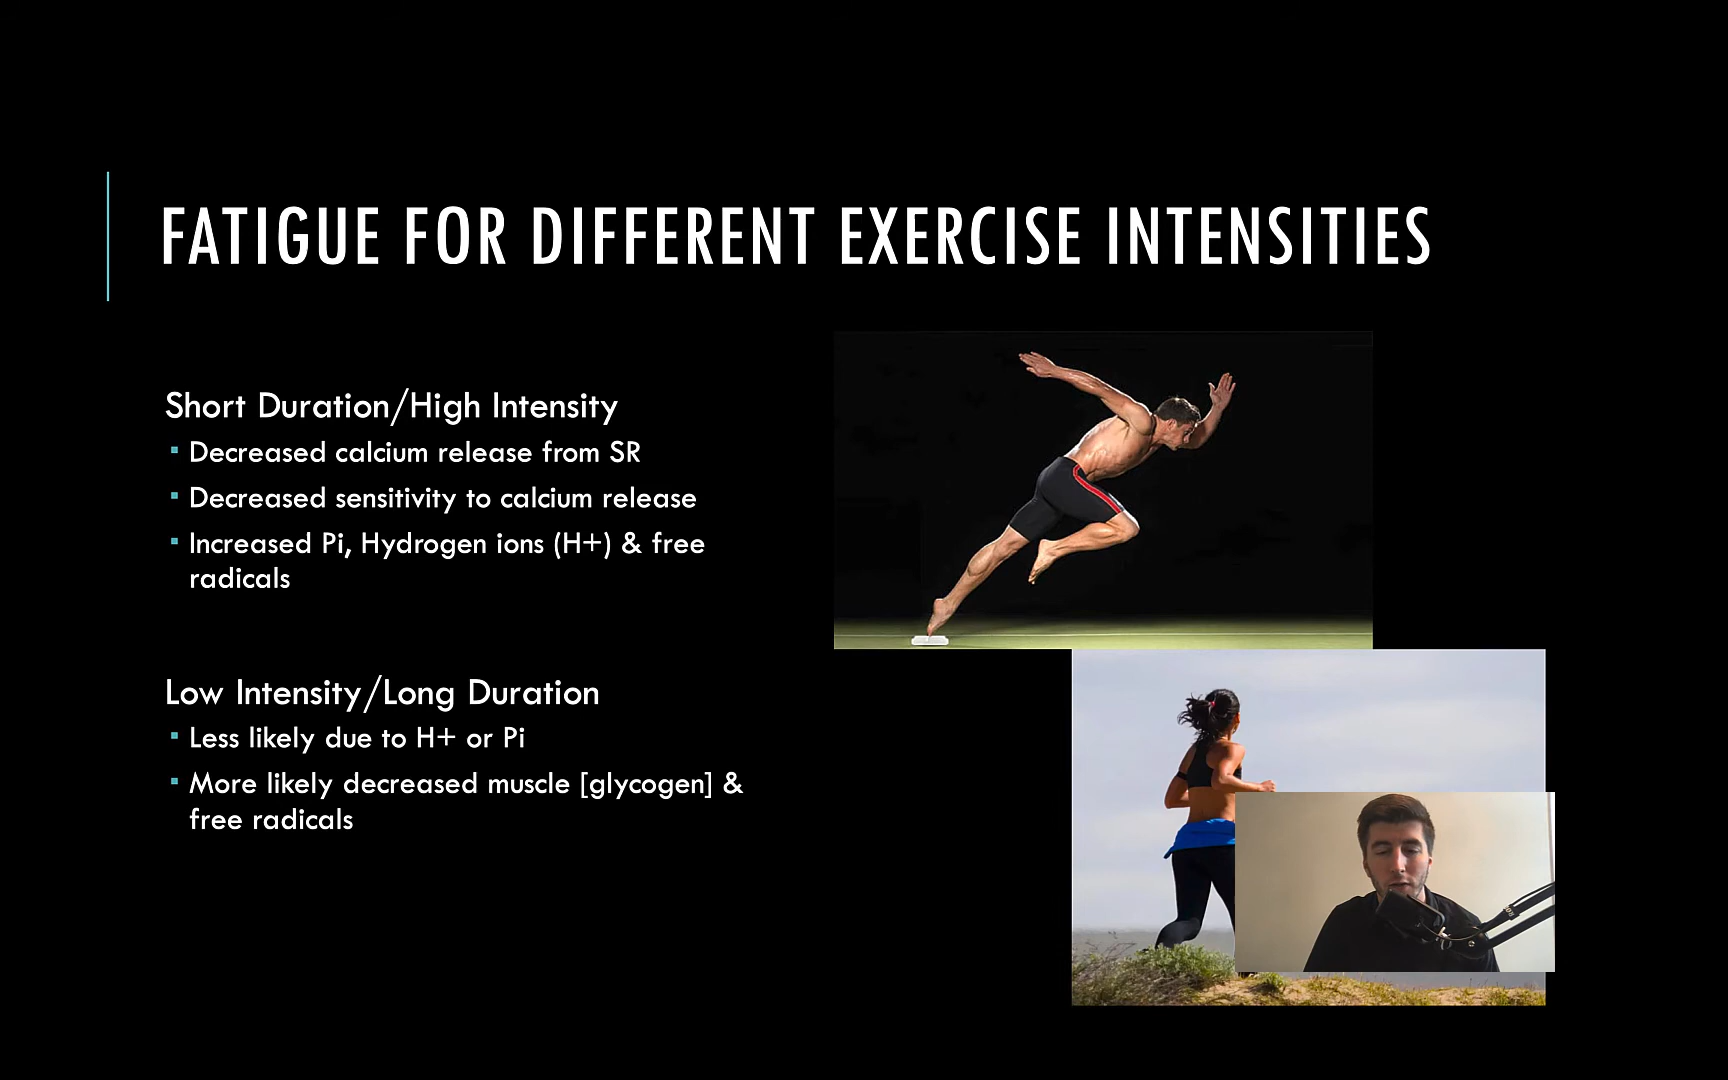 FATIGUE FOR DIFFERENT EXERCISE INTENSITIES
Short Duration/High Intensity
▪ Decreased calcium release from SR
▪ Decreased sensitivity to calcium release
▪ Increased Pi, Hydrogen ions (H+) & free
radicals
Low Intensity/Long Duration
▪ Less likely due to H+ or Pi
▪ More likely decreased muscle [glycogen] &
free radicals